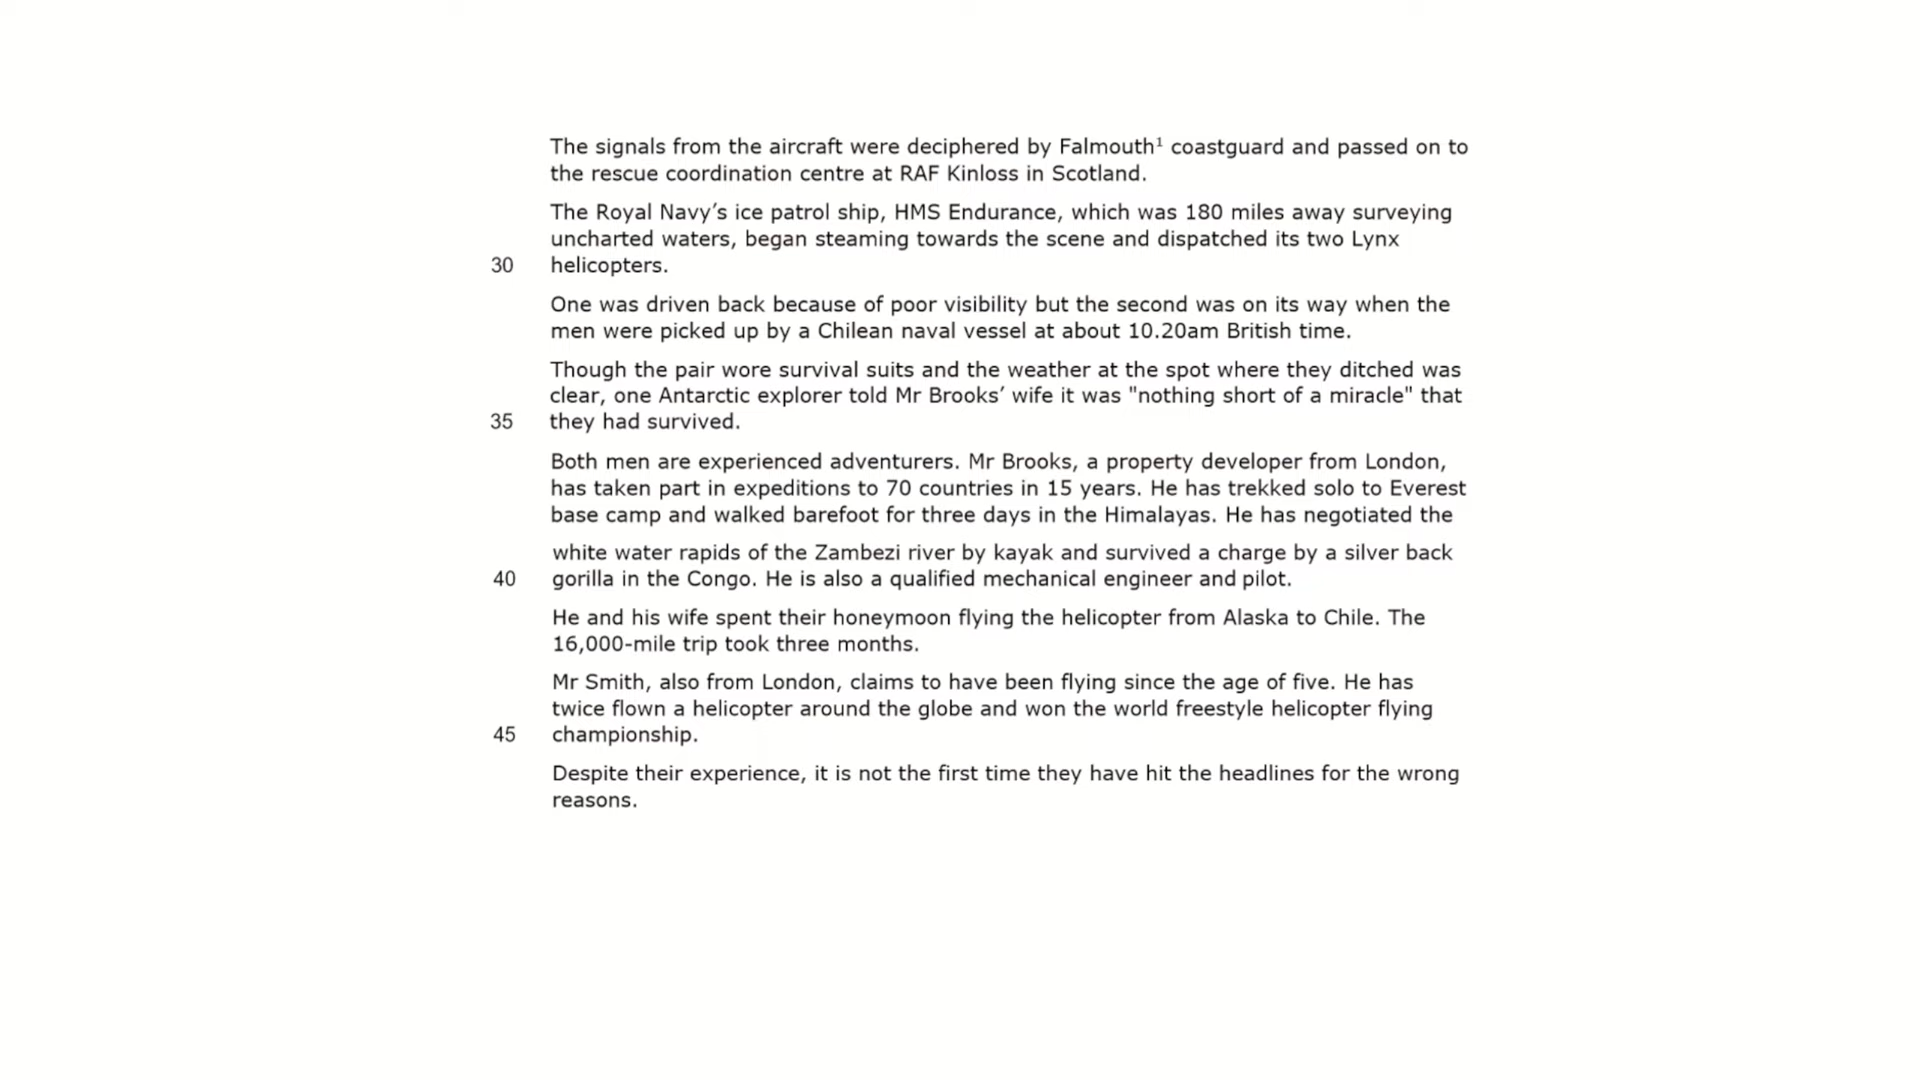 The signals from the aircraft were deciphered by Falmouth¹ coastguard and passed on to
the rescue coordination centre at RAF Kinloss in Scotland.
The Royal Navy’s ice patrol ship, HMS Endurance, which was 180 miles away surveying
uncharted waters, began steaming towards the scene and dispatched its two Lynx
30 helicopters.
One was driven back because of poor visibility but the second was on its way when the
men were picked up by a Chilean naval vessel at about 10.20am British time.
Though the pair wore survival suits and the weather at the spot where they ditched was
clear, one Antarctic explorer told Mr Brooks’ wife it was "nothing short of a miracle" that
35 they had survived.
Both men are experienced adventurers. Mr Brooks, a property developer from London,
has taken part in expeditions to 70 countries in 15 years. He has trekked solo to Everest
base camp and walked barefoot for three days in the Himalayas. He has negotiated the
white water rapids of the Zambezi river by kayak and survived a charge by a silver back
40 gorilla in the Congo. He is also a qualified mechanical engineer and pilot.
He and his wife spent their honeymoon flying the helicopter from Alaska to Chile. The
16,000-mile trip took three months.
Mr Smith, also from London, claims to have been flying since the age of five. He has
twice flown a helicopter around the globe and won the world freestyle helicopter flying
45 championship.
Despite their experience, it is not the first time they have hit the headlines for the wrong
reasons.